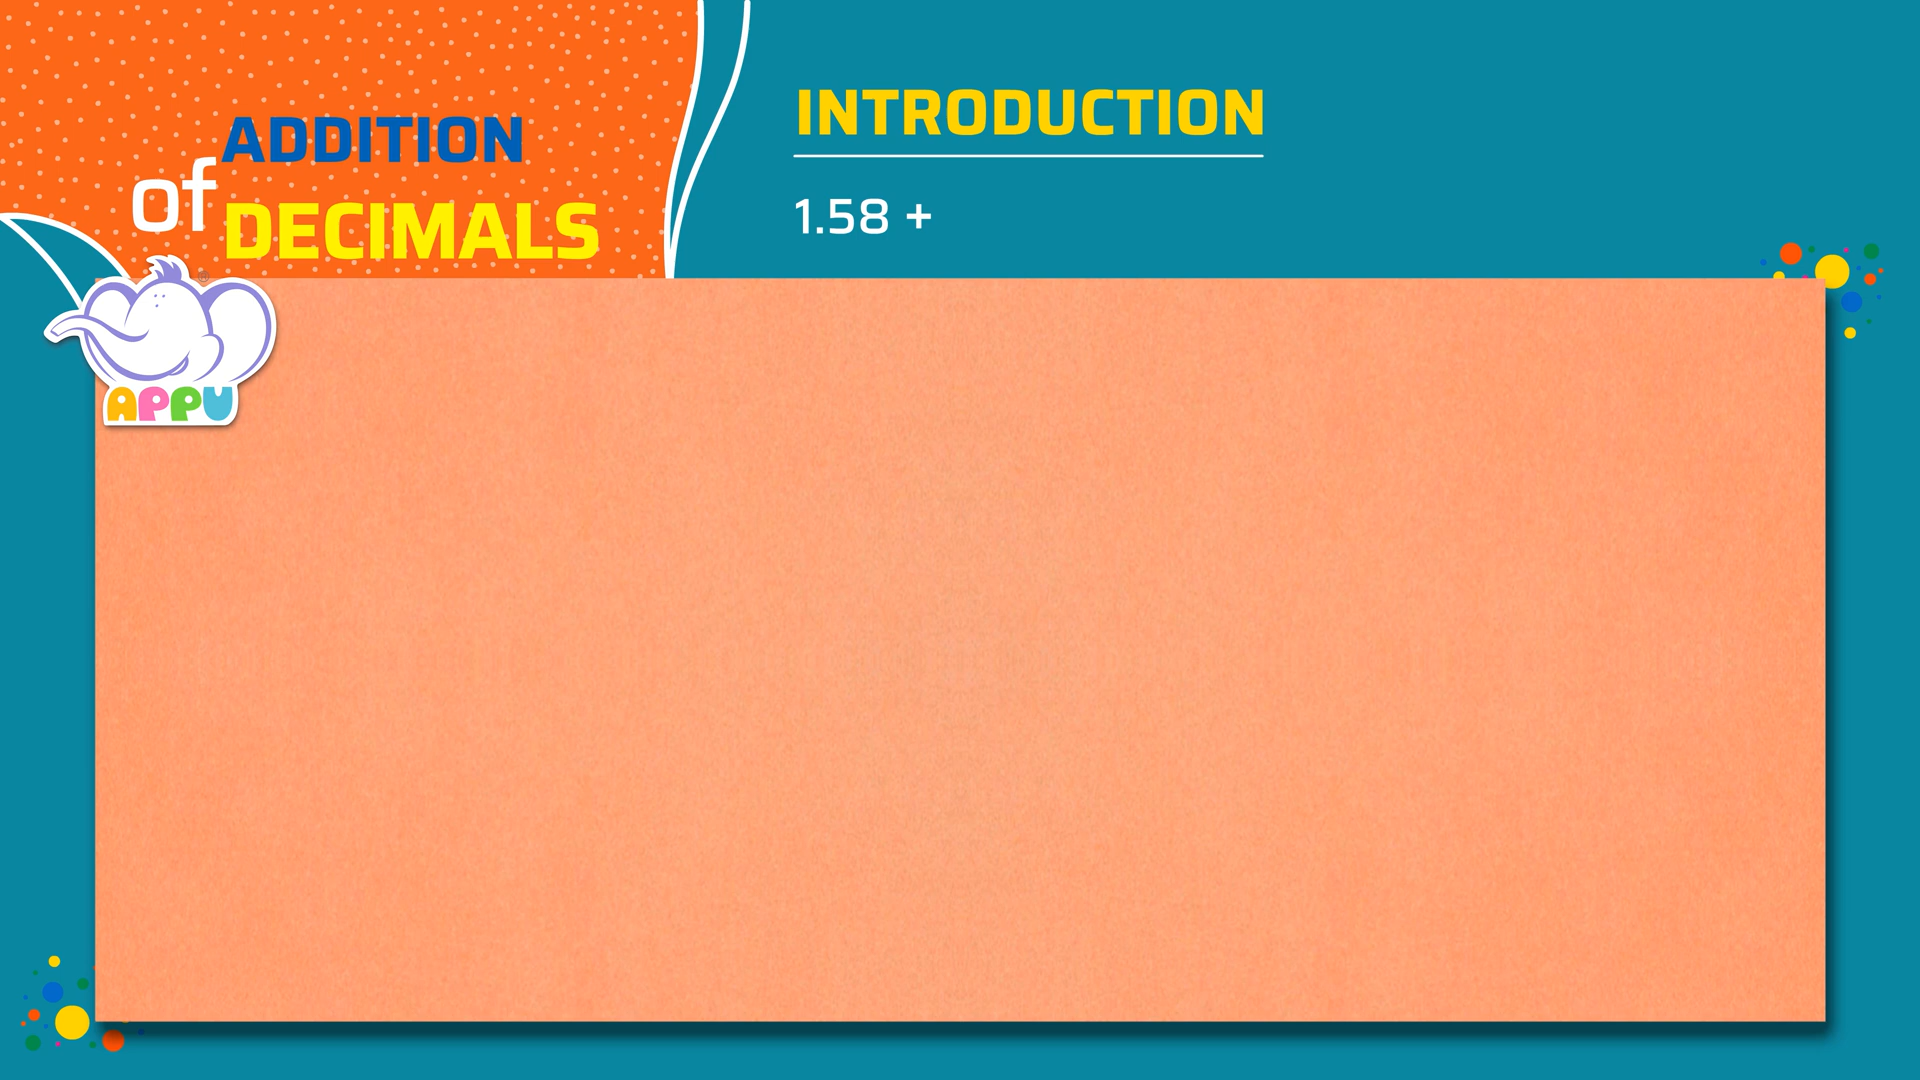 ADDITION
of
DECIMALS
INTRODUCTION
1.58 +
APPU
®